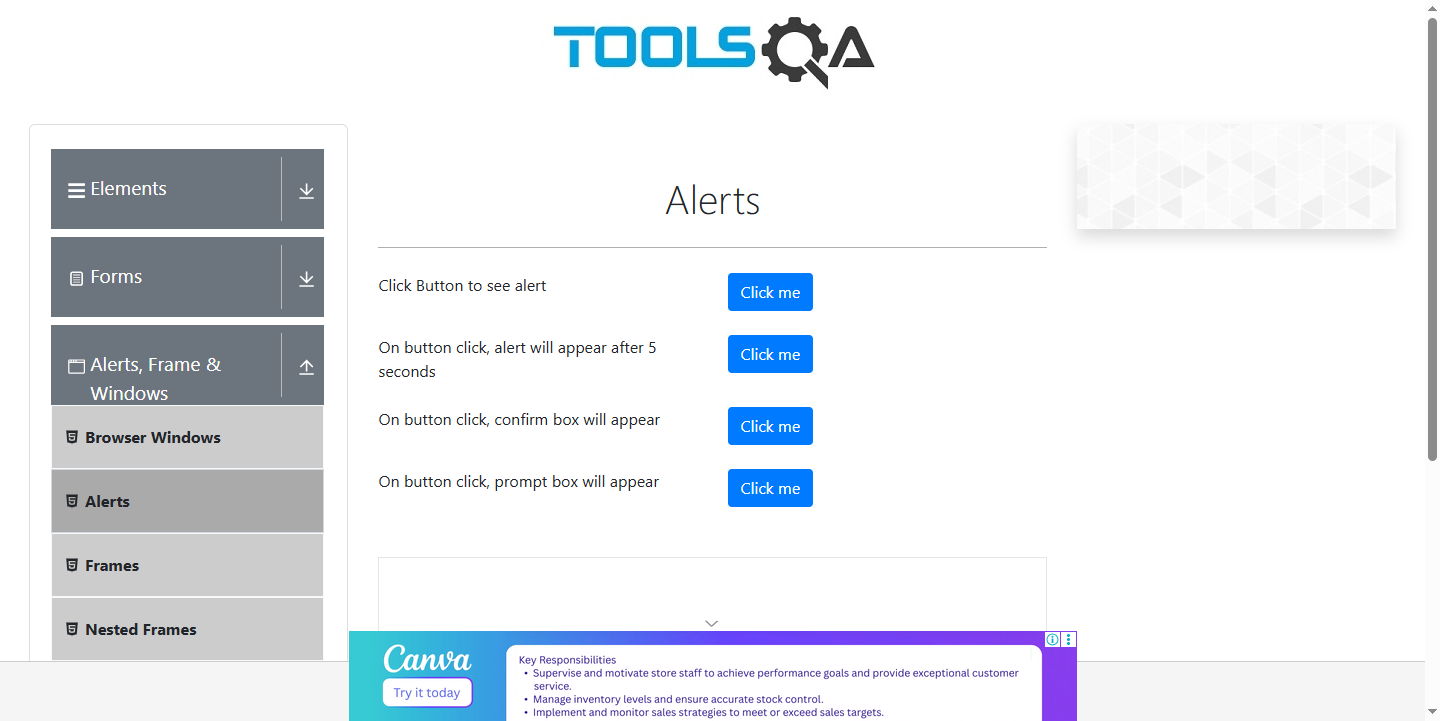 TOOLSQA
Elements
Forms
Alerts, Frame &
Windows
Browser Windows
Alerts
Frames
Nested Frames
Alerts
Click Button to see alert
Click me
On button click, alert will appear after 5
seconds
Click me
On button click, confirm box will appear
Click me
On button click, prompt box will appear
Click me
Canva
Try it today
Key Responsibilities
• Supervise and motivate store staff to achieve performance goals and provide exceptional customer
service.
• Manage inventory levels and ensure accurate stock control.
• Implement and monitor sales strategies to meet or exceed sales targets.